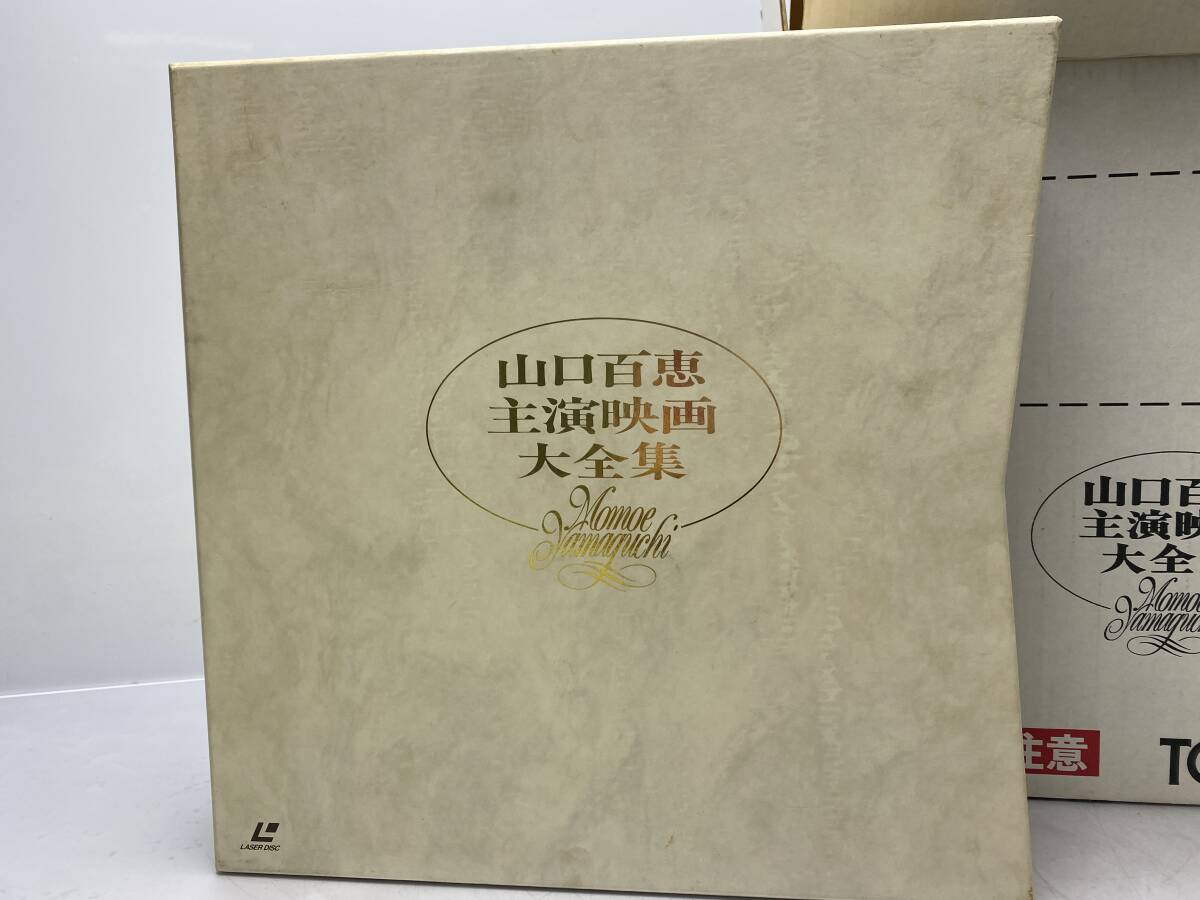 山口百恵
主演映画
大全集
Momoe
Yamaguchi
LASER DISC
山口百
主演映
大全
Momoe
Yamaguc
注意
TO